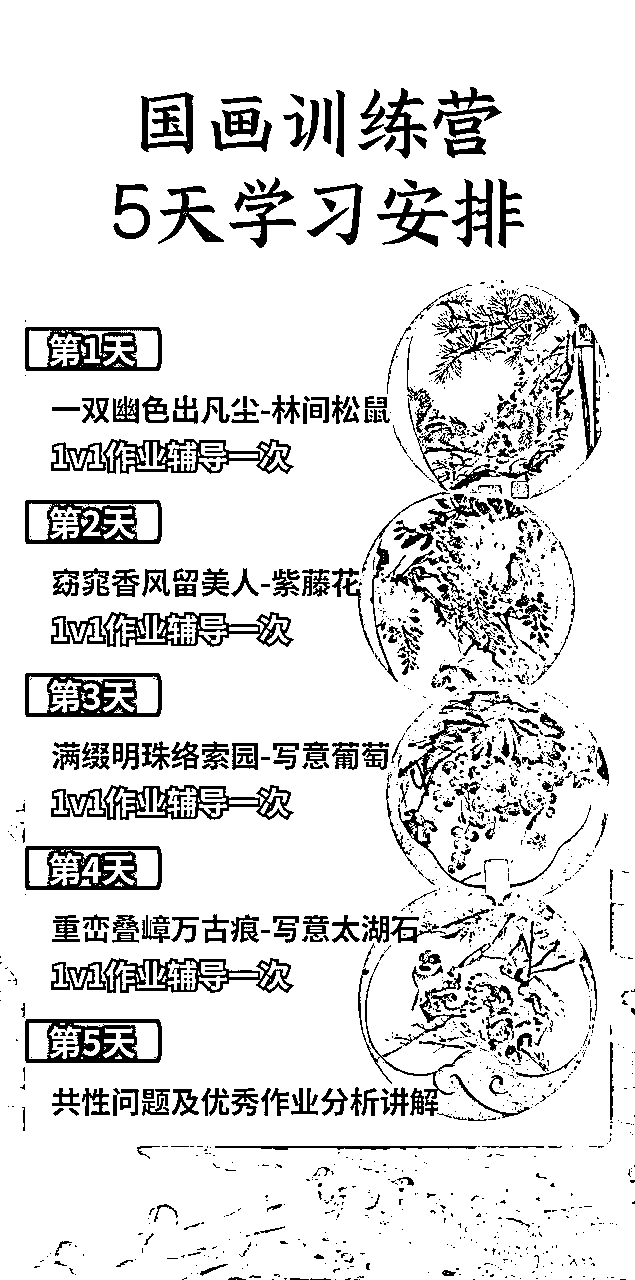 国画训练营
5天学习安排
第1天
一双幽色出凡尘-林间松鼠
1v1作业辅导一次
第2天
窈窕香风留美人-紫藤花
1v1作业辅导一次
第3天
满缀明珠络索园-写意葡萄
1v1作业辅导一次
第4天
重峦叠嶂万古痕-写意太湖石
1v1作业辅导一次
第5天
共性问题及优秀作业分析讲解